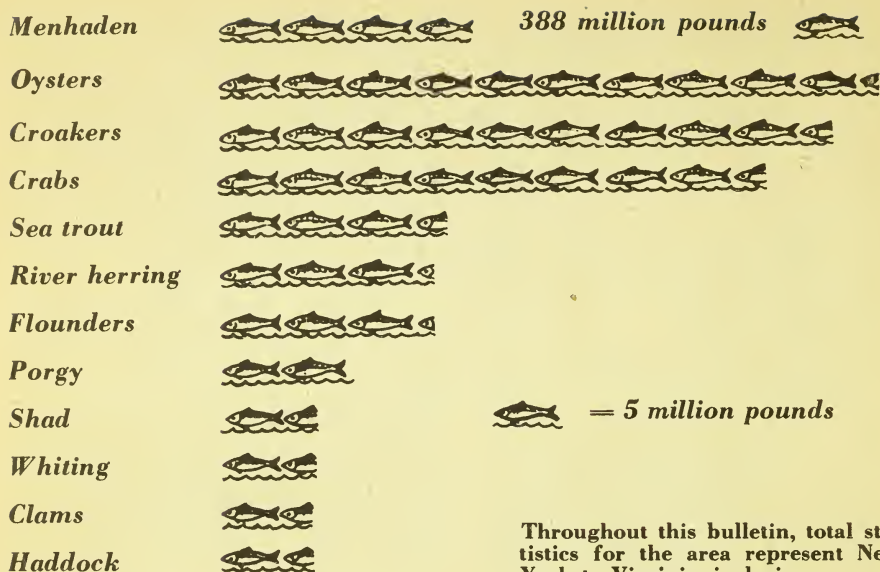 Menhaden 388 million pounds
Oysters
Croakers
Crabs
Sea trout
River herring
Flounders
Porgy
Shad
= 5 million pounds
Whiting
Clams
Haddock
Throughout this bulletin, total st
tistics for the area represent Ne